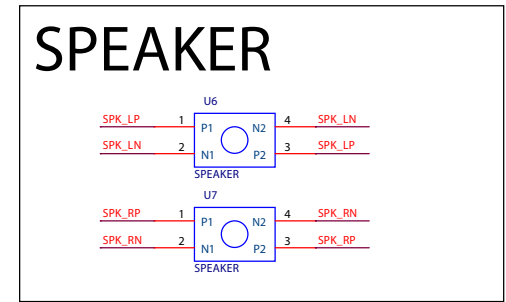 SPEAKER
U6
SPK_LP 1 P1 N2 4 SPK_LN
SPK_LN 2 N1 P2 3 SPK_LP
SPEAKER
U7
SPK_RP 1 P1 N2 4 SPK_RN
SPK_RN 2 N1 P2 3 SPK_RP
SPEAKER